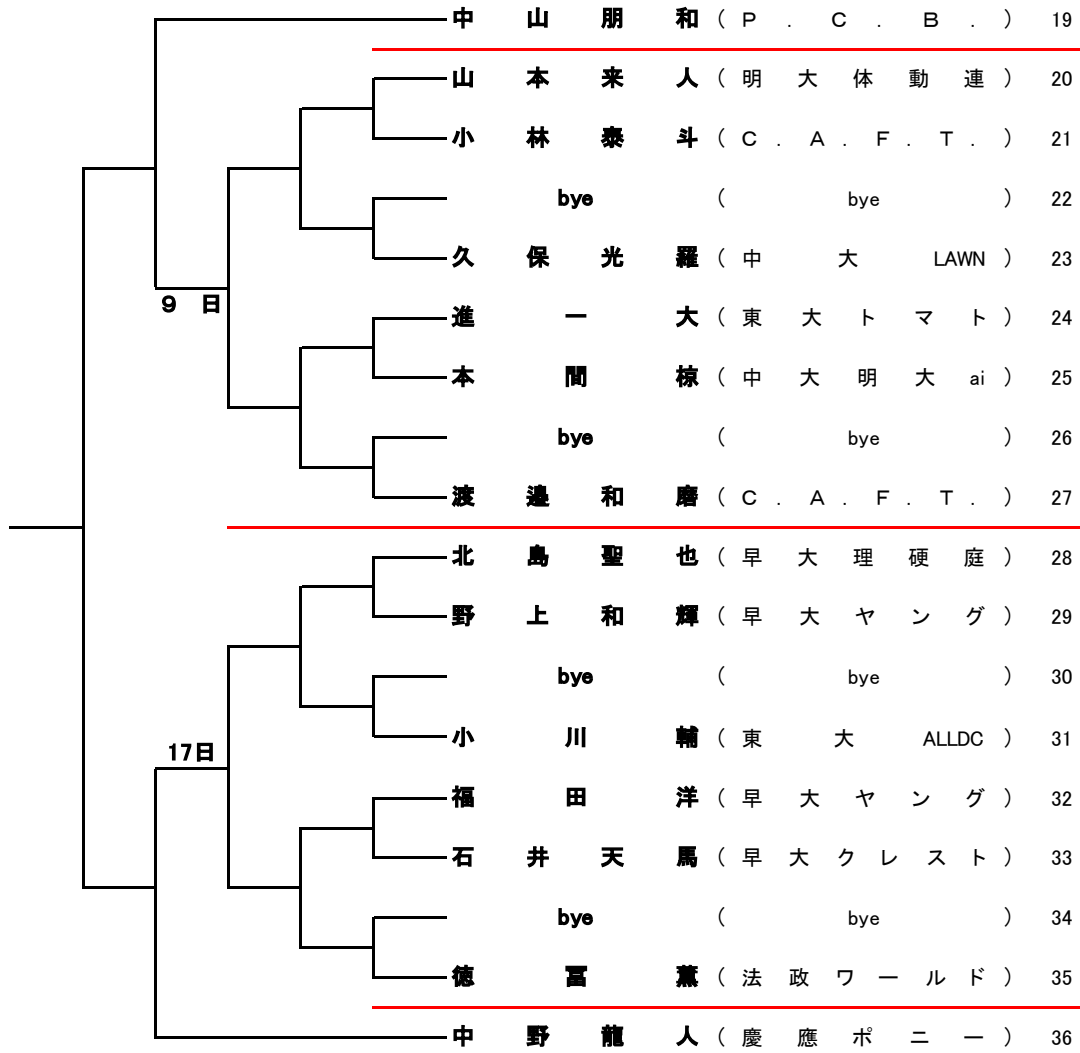 中山朋和(P.C.B.) 19
山本来人(明大体動連) 20
小林泰斗(C.A.F.T.) 21
bye(bye) 22
久保光羅(中大LAWN) 23
9日
進一大(東大トマト) 24
本間椋(中大明大ai) 25
bye(bye) 26
渡邉和磨(C.A.F.T.) 27
北島聖也(早大理硬庭) 28
野上和輝(早大ヤング) 29
bye(bye) 30
小川輔(東大ALLDC) 31
17日
福田洋(早大ヤング) 32
石井天馬(早大クレスト) 33
bye(bye) 34
徳冨薫(法政ワールド) 35
中野龍人(慶應ポニー) 36